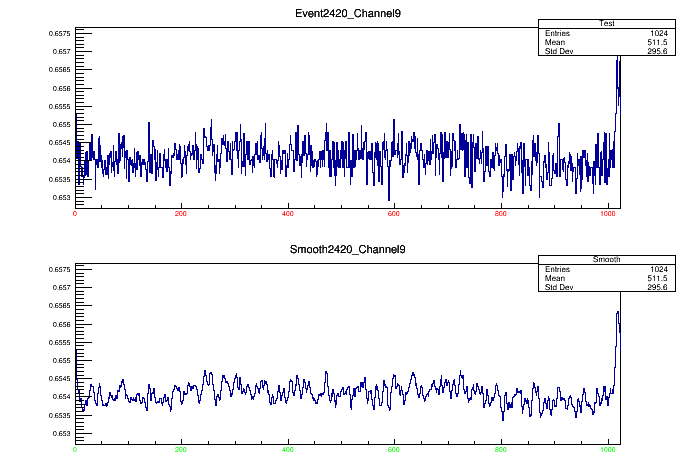 Event2420_Channel9
Test
Entries 1024
Mean 511.5
Std Dev 295.6
0.6575
0.657
0.6565
0.656
0.6555
0.655
0.6545
0.654
0.6535
0.653
0 200 400 600 800 1000
Smooth2420_Channel9
Smooth
Entries 1024
Mean 511.5
Std Dev 295.6
0.6575
0.657
0.6565
0.656
0.6555
0.655
0.6545
0.654
0.6535
0.653
0 200 400 600 800 1000